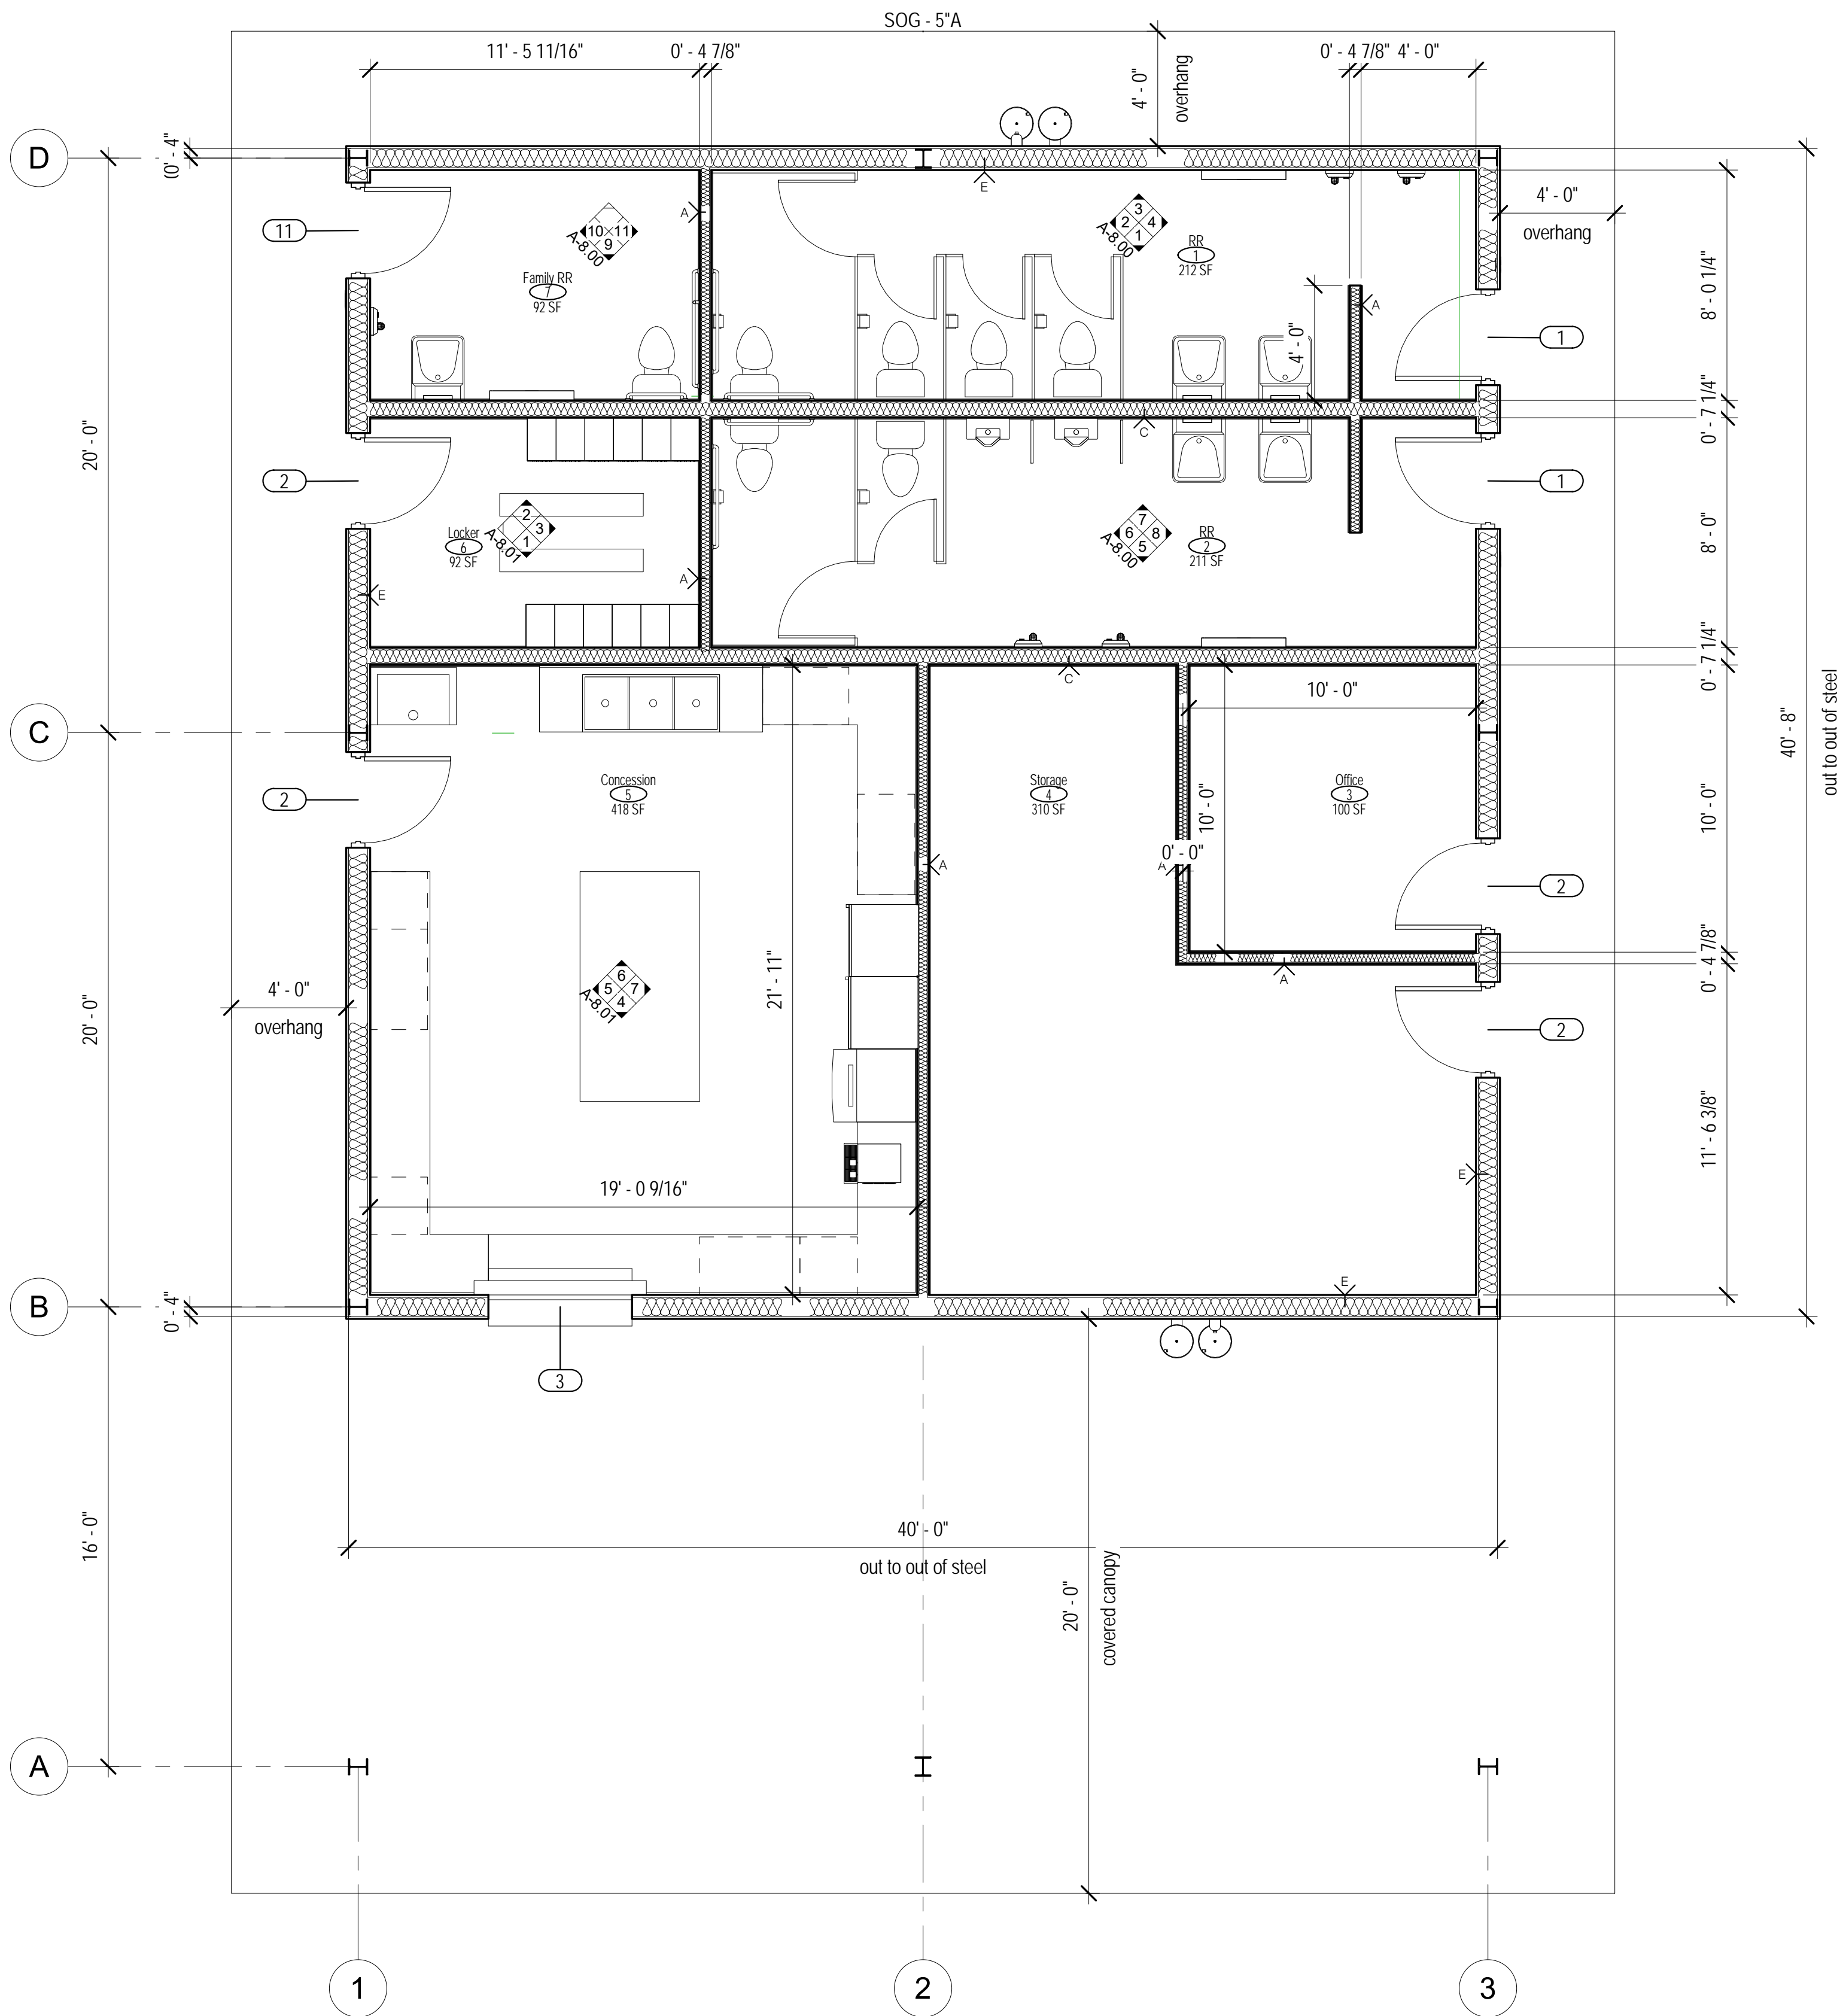 SOG - 5"A
11' - 5 11/16"
0' - 4 7/8"
0' - 4 7/8"
4' - 0"
4' - 0"
overhang
D
(0' - 4"
11
10
11
9
A-8.00
A
E
3
2
4
1
A-8.00
RR
1
212 SF
4' - 0"
overhang
Family RR
7
92 SF
A
4' - 0"
1
8' - 0 1/4"
20' - 0"
0' - 7 1/4"
C
2
2
3
1
A-8.01
Locker
6
92 SF
7
6
8
5
A-8.00
RR
2
211 SF
1
8' - 0"
A
E
0' - 7 1/4"
C
10' - 0"
40' - 8"
out to out of steel
C
2
Concession
5
418 SF
Storage
4
310 SF
10' - 0"
Office
3
100 SF
10' - 0"
0' - 0"
A
A
2
6
5
7
4
A-8.01
21' - 11"
A
0' - 4 7/8"
4' - 0"
overhang
20' - 0"
2
11' - 6 3/8"
E
19' - 0 9/16"
E
B
0' - 4"
3
16' - 0"
40' - 0"
out to out of steel
20' - 0"
covered canopy
A
1
2
3